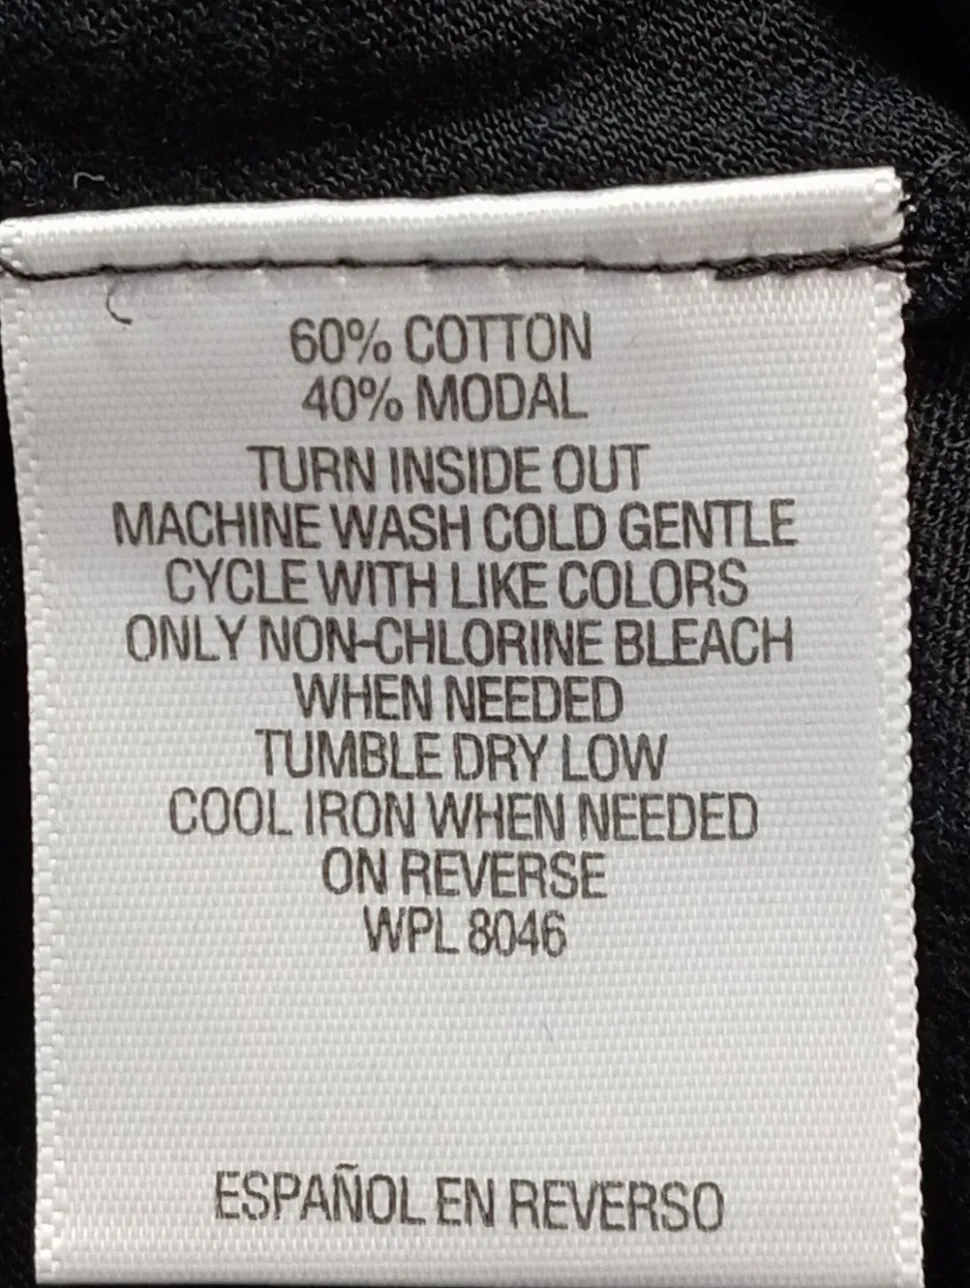 60% COTTON
40% MODAL
TURN INSIDE OUT
MACHINE WASH COLD GENTLE
CYCLE WITH LIKE COLORS
ONLY NON-CHLORINE BLEACH
WHEN NEEDED
TUMBLE DRY LOW
COOL IRON WHEN NEEDED
ON REVERSE
WPL 8046
ESPAÑOL EN REVERSO